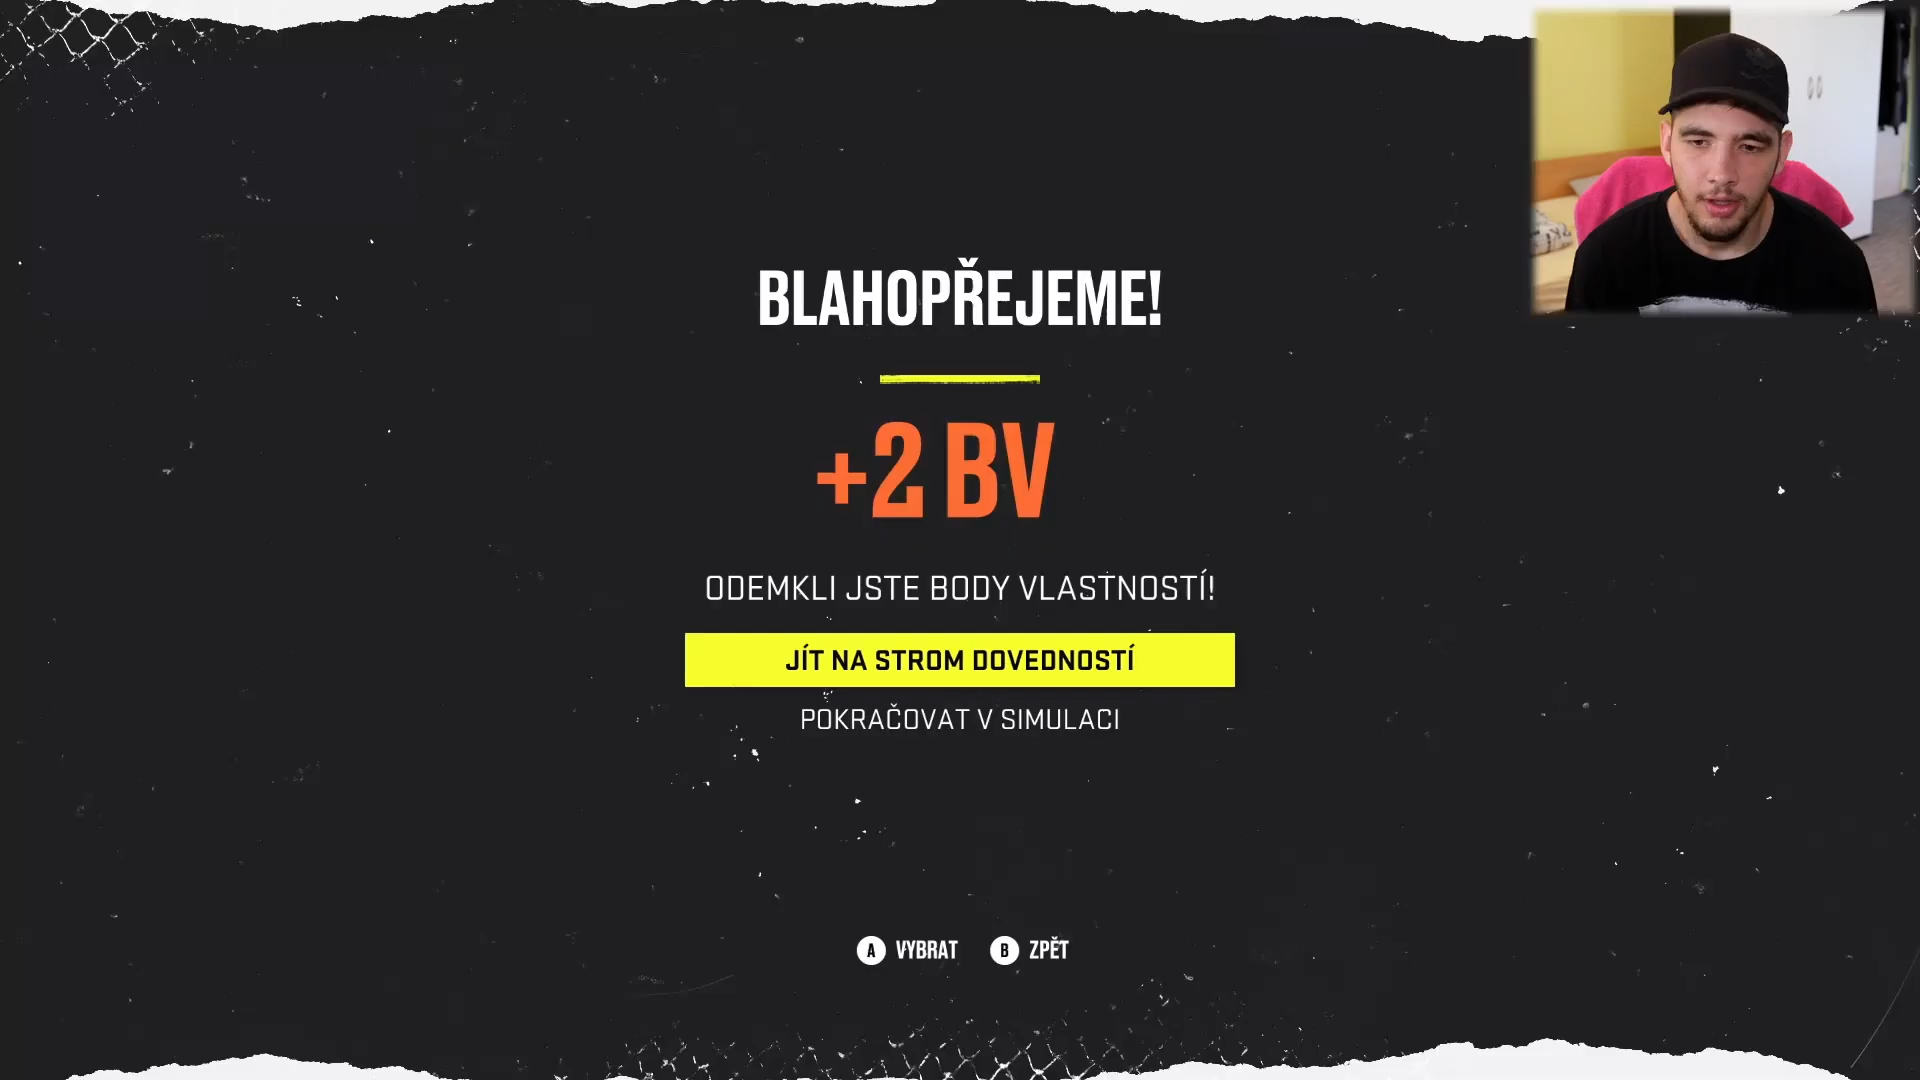 BLAHOPŘEJEME!
+2 BV
ODEMKLI JSTE BODY VLASTNOSTÍ!
JÍT NA STROM DOVEDNOSTÍ
POKRAČOVAT V SIMULACI
A VYBRAT B ZPĚT